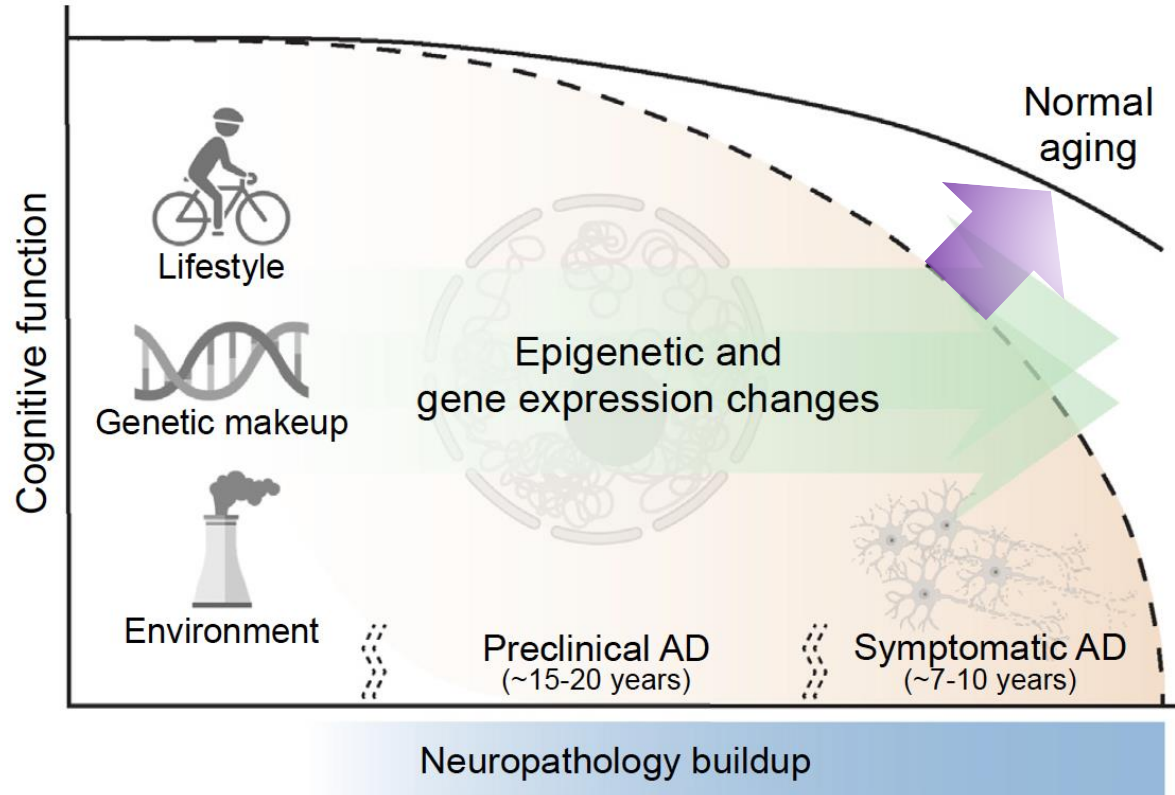 Cognitive function
Normal
aging
Lifestyle
Genetic makeup
Environment
Epigenetic and
gene expression changes
Preclinical AD
(~15-20 years)
Symptomatic AD
(~7-10 years)
Neuropathology buildup